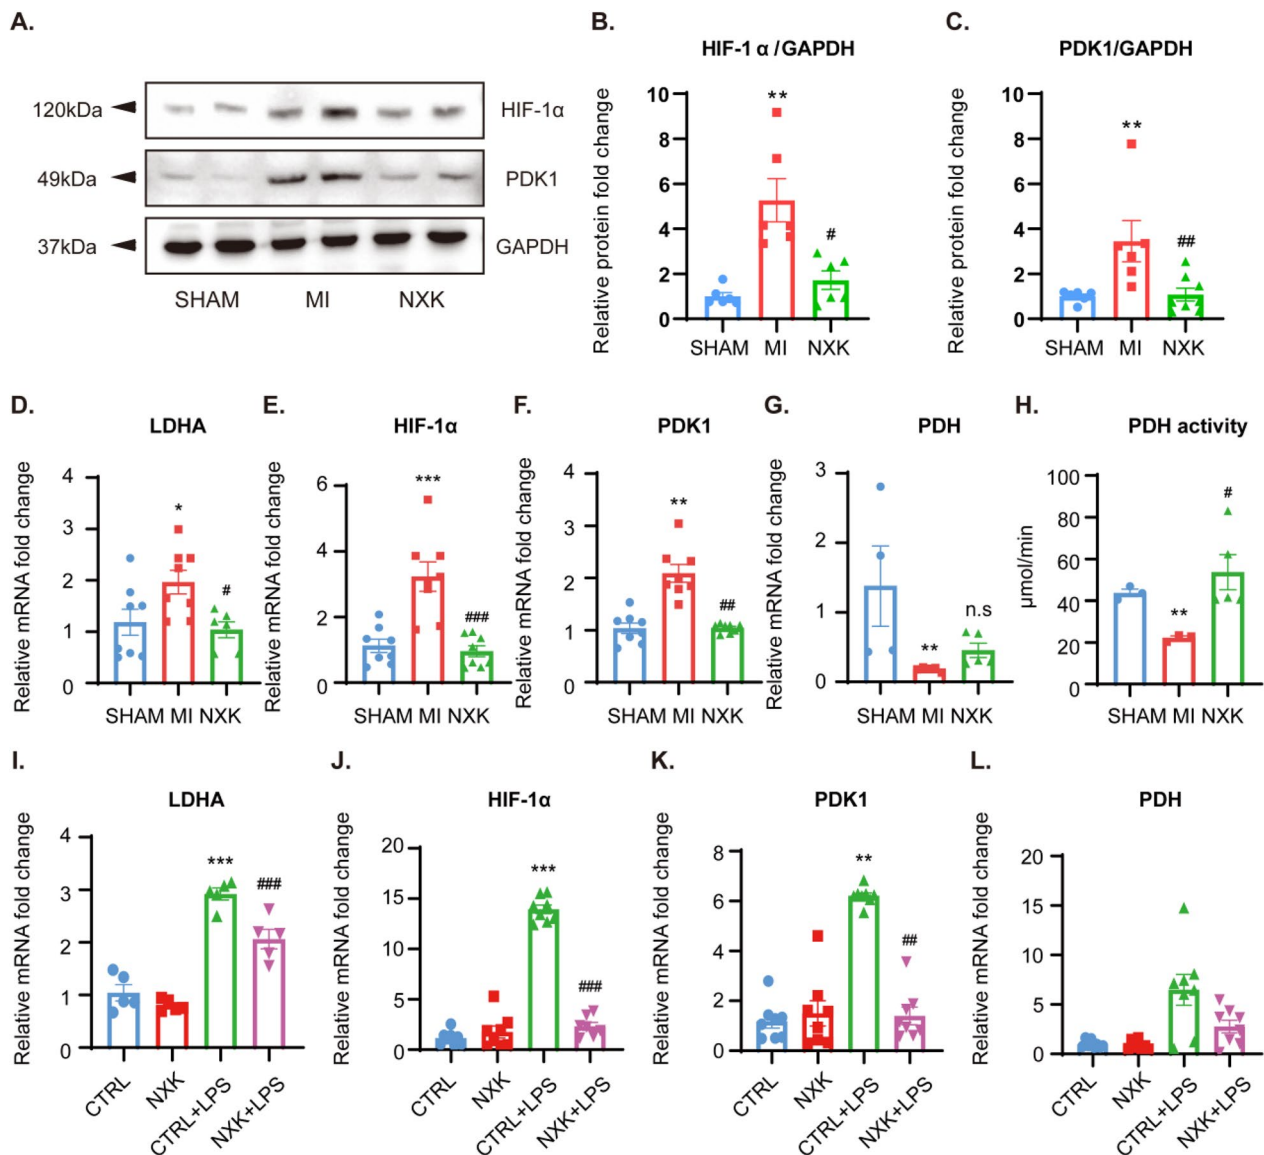 A.
120kDa
HIF-1α
49kDa
PDK1
37kDa
GAPDH
SHAM MI NXK
B.
HIF-1 α / GAPDH
Relative protein fold change
10
8
6
4
2
0
**
#
SHAM MI NXK
C.
PDK1/GAPDH
Relative protein fold change
10
8
6
4
2
0
**
##
SHAM MI NXK
D.
LDHA
Relative mRNA fold change
4
3
2
1
0
*
#
SHAM MI NXK
E.
HIF-1α
Relative mRNA fold change
6
4
2
0
***
###
SHAM MI NXK
F.
PDK1
Relative mRNA fold change
4
3
2
1
0
**
##
SHAM MI NXK
G.
PDH
Relative mRNA fold change
3
2
1
0
**
n.s
SHAM MI NXK
H.
PDH activity
μmol/min
100
80
60
40
20
0
**
#
SHAM MI NXK
I.
LDHA
Relative mRNA fold change
4
3
2
1
0
***
###
CTRL
NXK
CTRL+LPS
NXK+LPS
J.
HIF-1α
Relative mRNA fold change
20
15
10
5
0
***
###
CTRL
NXK
CTRL+LPS
NXK+LPS
K.
PDK1
Relative mRNA fold change
8
6
4
2
0
**
##
CTRL
NXK
CTRL+LPS
NXK+LPS
L.
PDH
Relative mRNA fold change
20
15
10
5
0
CTRL
NXK
CTRL+LPS
NXK+LPS